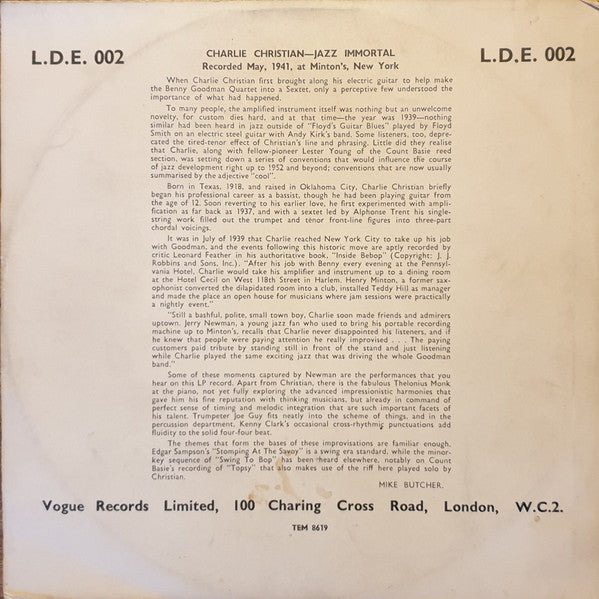 L.D.E. 002
CHARLIE CHRISTIAN—JAZZ IMMORTAL
L.D.E. 002
Recorded May, 1941, at Minton's, New York
When Charlie Christian first brought along his electric guitar to help make
the Benny Goodman Quartet into a Sextet, only a perceptive few understood the
importance of what had happened.
To many people, the amplified instrument itself was nothing but an unwelcome
novelty, for custom dies hard, and at that time—the year was 1939—nothing
similar had been heard in jazz outside of "Floyd's Guitar Blues" played by Floyd
Smith on an electric steel guitar with Andy Kirk's band. Some listeners, too, depre-
cated the tired-tenor effect of Christian's line and phrasing. Little did they realise
that Charlie, along with fellow-pioneer Lester Young of the Count Basie reed
section, was setting down a series of conventions that would influence the course
of jazz development right up to 1952 and beyond; conventions that are now usually
summarised by the adjective "cool".
Born in Texas, 1918, and raised in Oklahoma City, Charlie Christian briefly
began his professional career as a bassist, though he had been playing guitar from
the age of 12. Soon reverting to his earlier love, he first experimented with ampli-
fication as far back as 1937, and with a sextet led by Alphonse Trent his single-
string work filled out the trumpet and tenor front-line figures into three-part
chordal voicings.
It was in July of 1939 that Charlie reached New York City to take up his job
with Goodman, and the events following this historic move are aptly recorded by
critic Leonard Feather in his authoritative book, "Inside Bebop" (Copyright: J. J.
Robbins and Sons, Inc.). "After his job with Benny every evening at the Pennsyl-
vania Hotel, Charlie would take his amplifier and instrument up to a dining room
at the Hotel Cecil on West 118th Street in Harlem. Henry Minton, a former sax-
ophonist converted the dilapidated room into a club, installed Teddy Hill as manager
and made the place an open house for musicians where jam sessions were practically
a nightly event."
"Still a bashful, polite, small town boy, Charlie soon made friends and admirers
uptown. Jerry Newman, a young jazz fan who used to bring his portable recording
machine up to Minton's, recalls that Charlie never disappointed his listeners, and if
he knew that people were paying attention he really improvised . . . The paying
customers paid tribute by standing still in front of the stand and just listening
while Charlie played the same exciting jazz that was driving the whole Goodman
band."
Some of these moments captured by Newman are the performances that you
hear on this LP record. Apart from Christian, there is the fabulous Thelonius Monk
at the piano, not yet fully exploring the advanced impressionistic harmonies that
gave him his fine reputation with thinking musicians, but already in command of
perfect sense of timing and melodic integration that are such important facets of
his talent. Trumpeter Joe Guy fits neatly into the scheme of things, and in the
percussion department, Kenny Clark's occasional cross-rhythmic punctuations add
fluidity to the solid four-four beat.
The themes that form the bases of these improvisations are familiar enough.
Edgar Sampson's "Stomping At The Savoy" is a swing era standard, while the minor-
key sequence of "Swing To Bop" has been heard elsewhere, notably on Count
Basie's recording of "Topsy" that also makes use of the riff here played solo by
Christian.
MIKE BUTCHER.
Vogue Records Limited, 100 Charing Cross Road, London, W.C.2.
TEM 8619